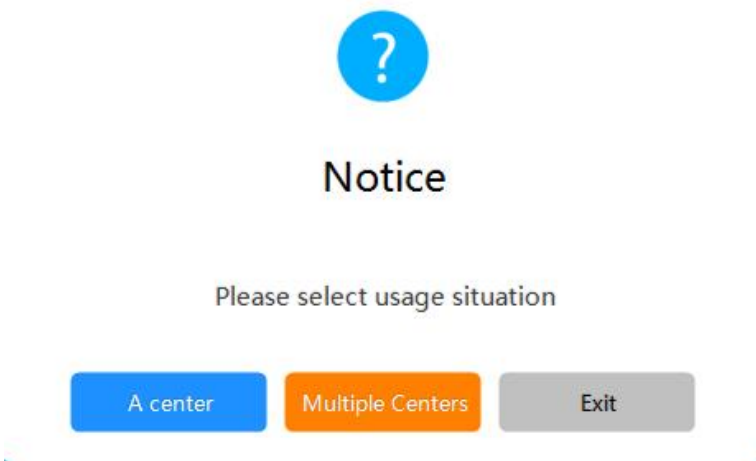 ?
Notice
Please select usage situation
A center
Multiple Centers
Exit